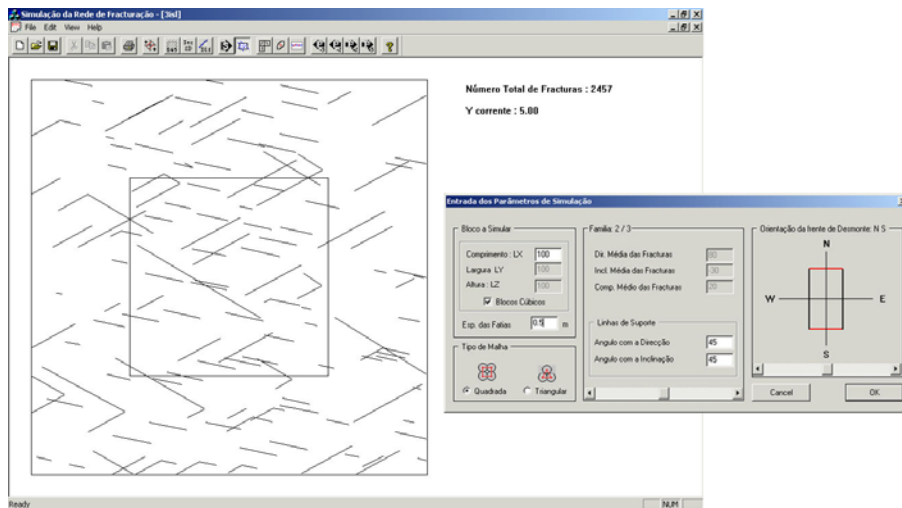 Simulação da Rede de Fracturação - [3isl]
File Edit View Help
Número Total de Fracturas : 2457
Y corrente : 5.00
Entrada dos Parâmetros de Simulação
Bloco a Simular
Comprimento : LX 100
Largura LY 100
Altura : LZ 100
Blocos Cúbicos
Esp. das Fatias 0.5 m
Tipo de Malha
Quadrada Triangular
Familia: 2 / 3
Dir. Média das Fracturas 80
Incl. Média das Fracturas -30
Comp. Médio das Fracturas 20
Linhas de Suporte
Angulo com a Direcção 45
Angulo com a Inclinação 45
Orientação da frente de Desmonte: N S
N
W E
S
Cancel OK
Ready NUM